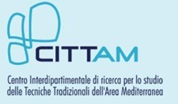 CITTAM
Centro Interdipartimentale di ricerca per lo studio
delle Tecniche Tradizionali dell'Area Mediterranea